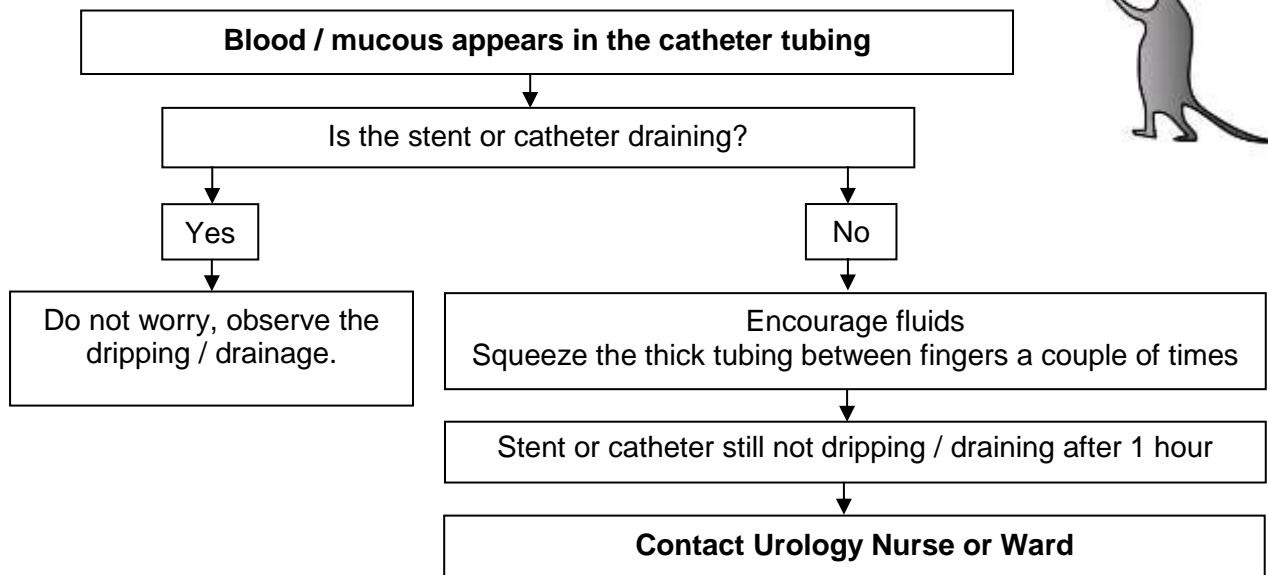 Blood / mucous appears in the catheter tubing
Is the stent or catheter draining?
Yes
No
Do not worry, observe the
dripping / drainage.
Encourage fluids
Squeeze the thick tubing between fingers a couple of times
Stent or catheter still not dripping / draining after 1 hour
Contact Urology Nurse or Ward